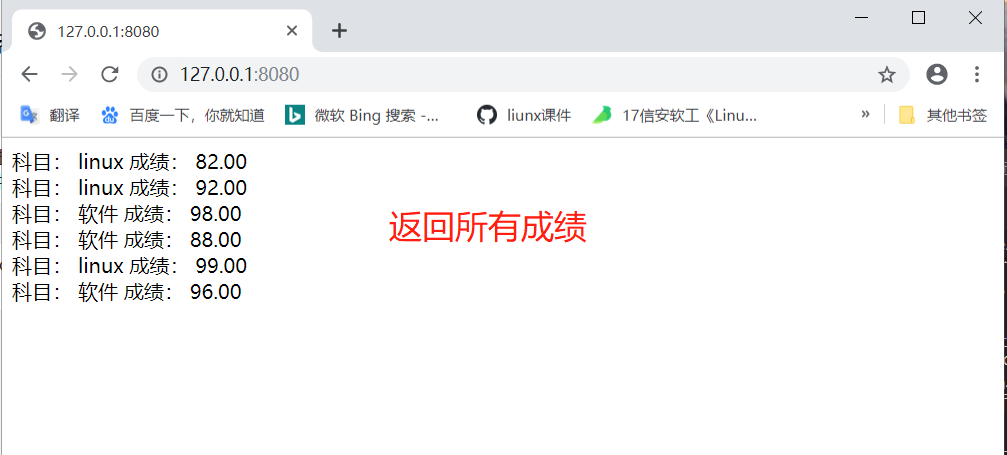 127.0.0.1:8080
127.0.0.1:8080
翻译 百度一下，你就知道 微软 Bing 搜索 -... liunx课件 17信安软工《Linu... » 其他书签
科目： linux 成绩： 82.00
科目： linux 成绩： 92.00
科目： 软件 成绩： 98.00
返回所有成绩
科目： 软件 成绩： 88.00
科目： linux 成绩： 99.00
科目： 软件 成绩： 96.00